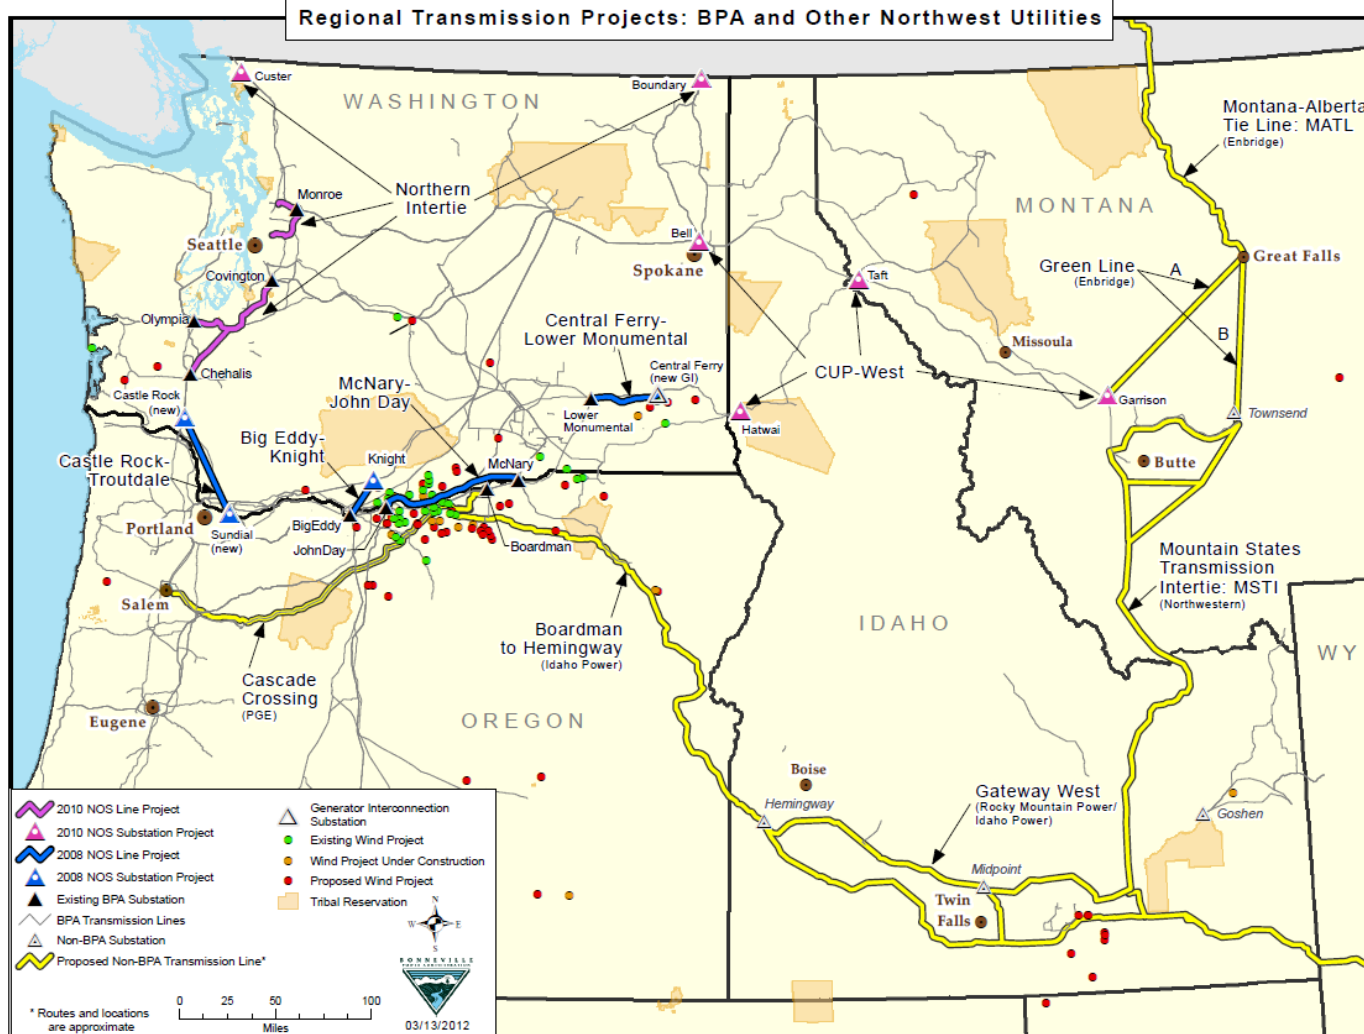 Regional Transmission Projects: BPA and Other Northwest Utilities
Custer
WASHINGTON
Boundary
Montana-Alberta
Tie Line: MATL
(Enbridge)
Northern
Intertie
Monroe
MONTANA
Seattle
Bell
Spokane
Covington
Taft
Green Line
(Enbridge)
A
Great Falls
Olympia
Central Ferry-
Lower Monumental
B
Missoula
Chehalis
McNary-
John Day
Central Ferry
(new GI)
CUP-West
Castle Rock
(new)
Lower
Monumental
Hatwai
Garrison
Townsend
Big Eddy-
Knight
Knight
McNary
Castle Rock-
Troutdale
Butte
Portland
Sundial
(new)
BigEddy
JohnDay
Boardman
Mountain States
Transmission
Intertie: MSTI
(Northwestern)
Salem
Boardman
to Hemingway
(Idaho Power)
IDAHO
WY
Cascade
Crossing
(PGE)
Eugene
OREGON
Boise
Hemingway
Gateway West
(Rocky Mountain Power/
Idaho Power)
Goshen
Midpoint
Twin
Falls
2010 NOS Line Project
2010 NOS Substation Project
2008 NOS Line Project
2008 NOS Substation Project
Existing BPA Substation
BPA Transmission Lines
Non-BPA Substation
Proposed Non-BPA Transmission Line*
Generator Interconnection
Substation
Existing Wind Project
Wind Project Under Construction
Proposed Wind Project
Tribal Reservation
N
W E
S
BONNEVILLE
POWER ADMINISTRATION
03/13/2012
* Routes and locations
are approximate
0 25 50 100
Miles